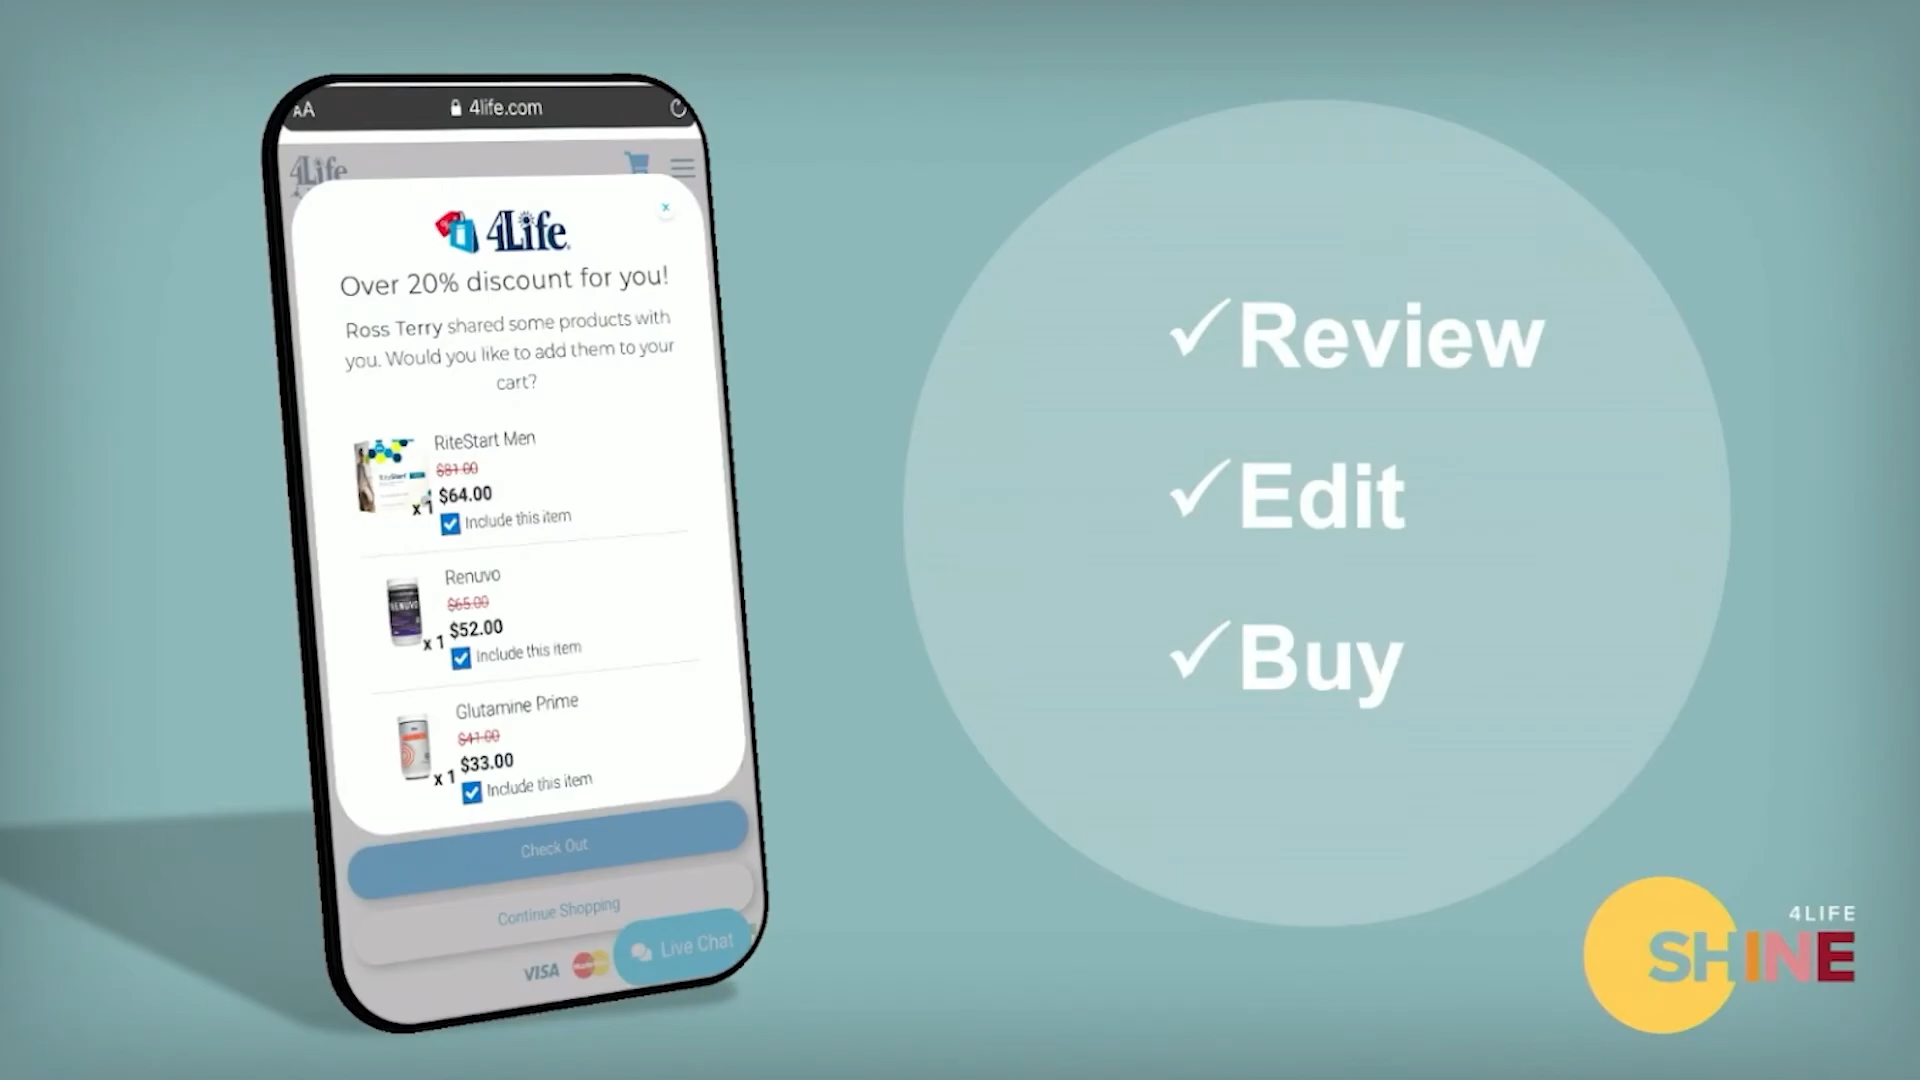 AA
4life.com
4Life
4Life
Over 20% discount for you!
Ross Terry shared some products with
you. Would you like to add them to your
cart?
RiteStart Men
$81.00
$64.00
x 1
Include this item
Renuvo
$65.00
$52.00
x 1
Include this item
RENUVO
Glutamine Prime
$41.00
$33.00
x 1
Include this item
Check Out
Continue Shopping
VISA
Live Chat
✓Review
✓Edit
✓Buy
4LIFE
SHINE